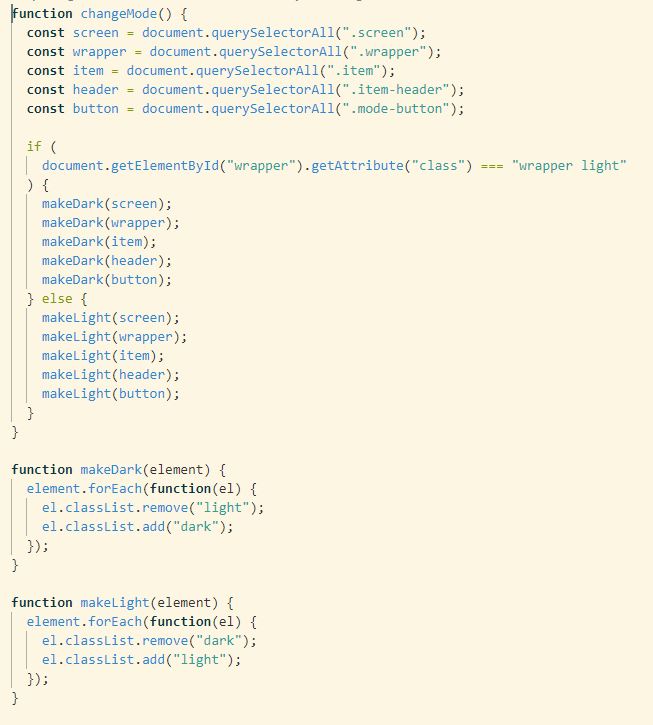 function changeMode() {
const screen = document.querySelectorAll(".screen");
const wrapper = document.querySelectorAll(".wrapper");
const item = document.querySelectorAll(".item");
const header = document.querySelectorAll(".item-header");
const button = document.querySelectorAll(".mode-button");
if (
document.getElementById("wrapper").getAttribute("class") === "wrapper light"
) {
makeDark(screen);
makeDark(wrapper);
makeDark(item);
makeDark(header);
makeDark(button);
} else {
makeLight(screen);
makeLight(wrapper);
makeLight(item);
makeLight(header);
makeLight(button);
}
}
function makeDark(element) {
element.forEach(function(el) {
el.classList.remove("light");
el.classList.add("dark");
});
}
function makeLight(element) {
element.forEach(function(el) {
el.classList.remove("dark");
el.classList.add("light");
});
}